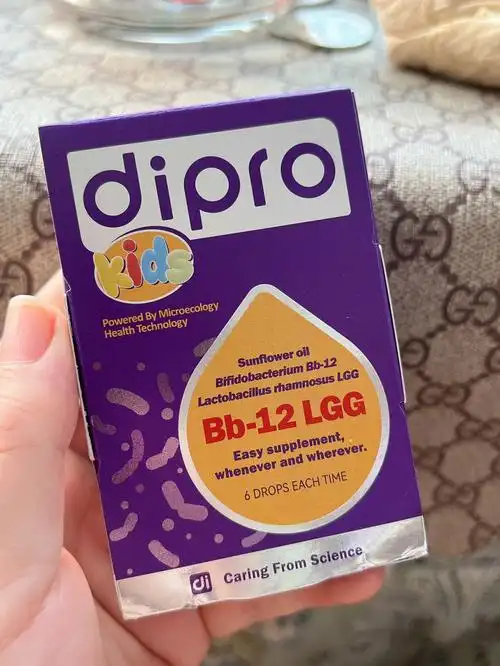 dipro
kids
Powered By Microecology
Health Technology
Sunflower oil
Bifidobacterium Bb-12
Lactobacillus rhamnosus LGG
Bb-12 LGG
Easy supplement,
whenever and wherever.
6 DROPS EACH TIME
di Caring From Science